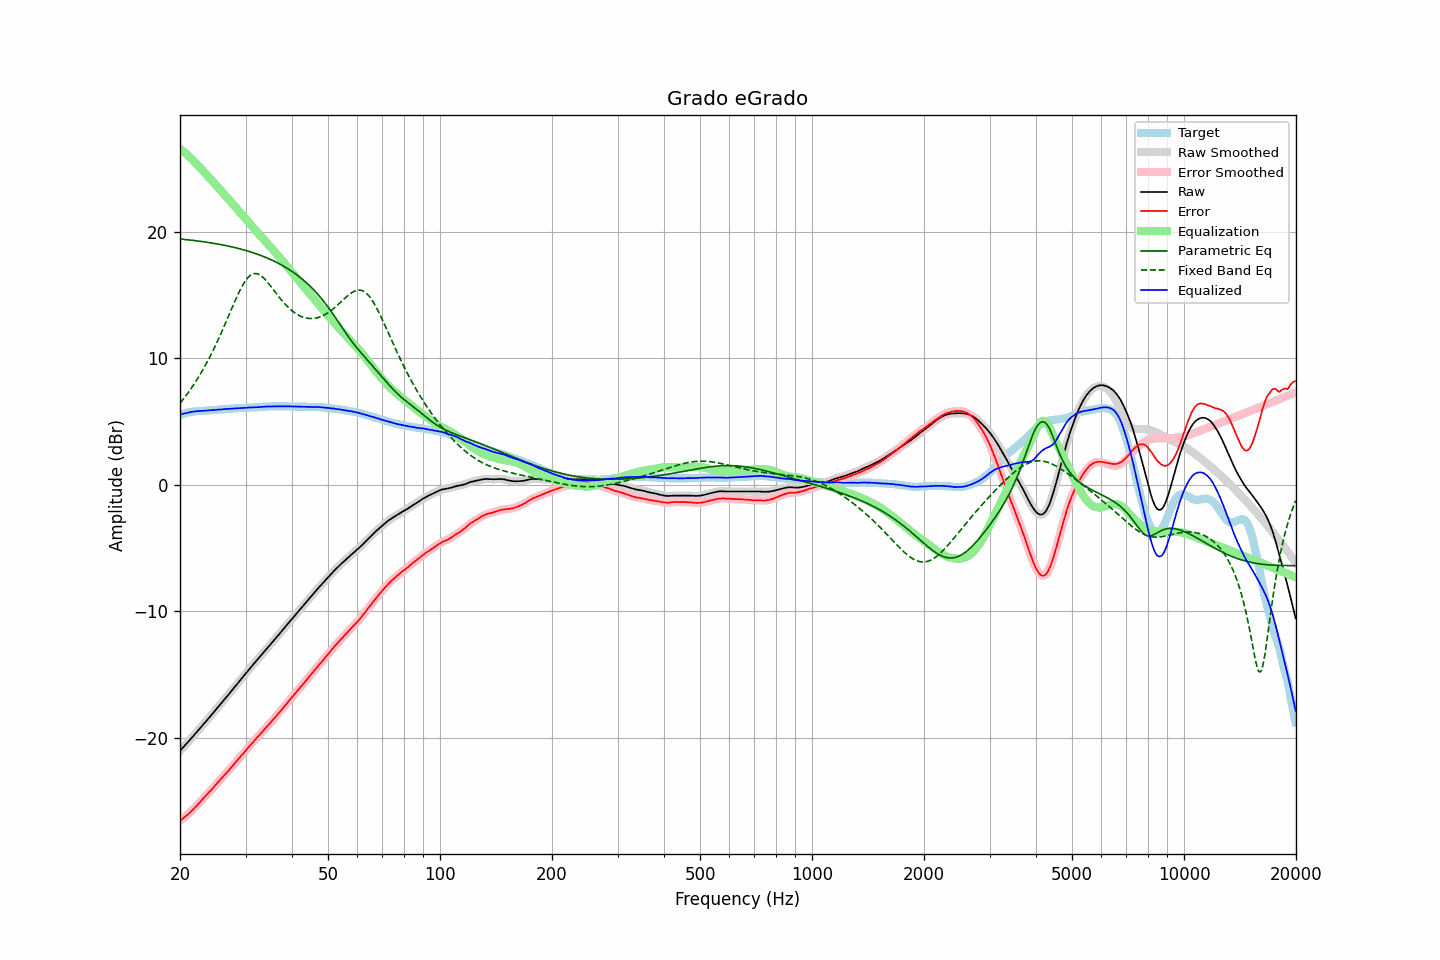 Grado eGrado
Amplitude (dBr)
20
10
0
−10
−20
Target
Raw Smoothed
Error Smoothed
Raw
Error
Equalization
Parametric Eq
Fixed Band Eq
Equalized
20 50 100 200 500 1000 2000 5000 10000 20000
Frequency (Hz)